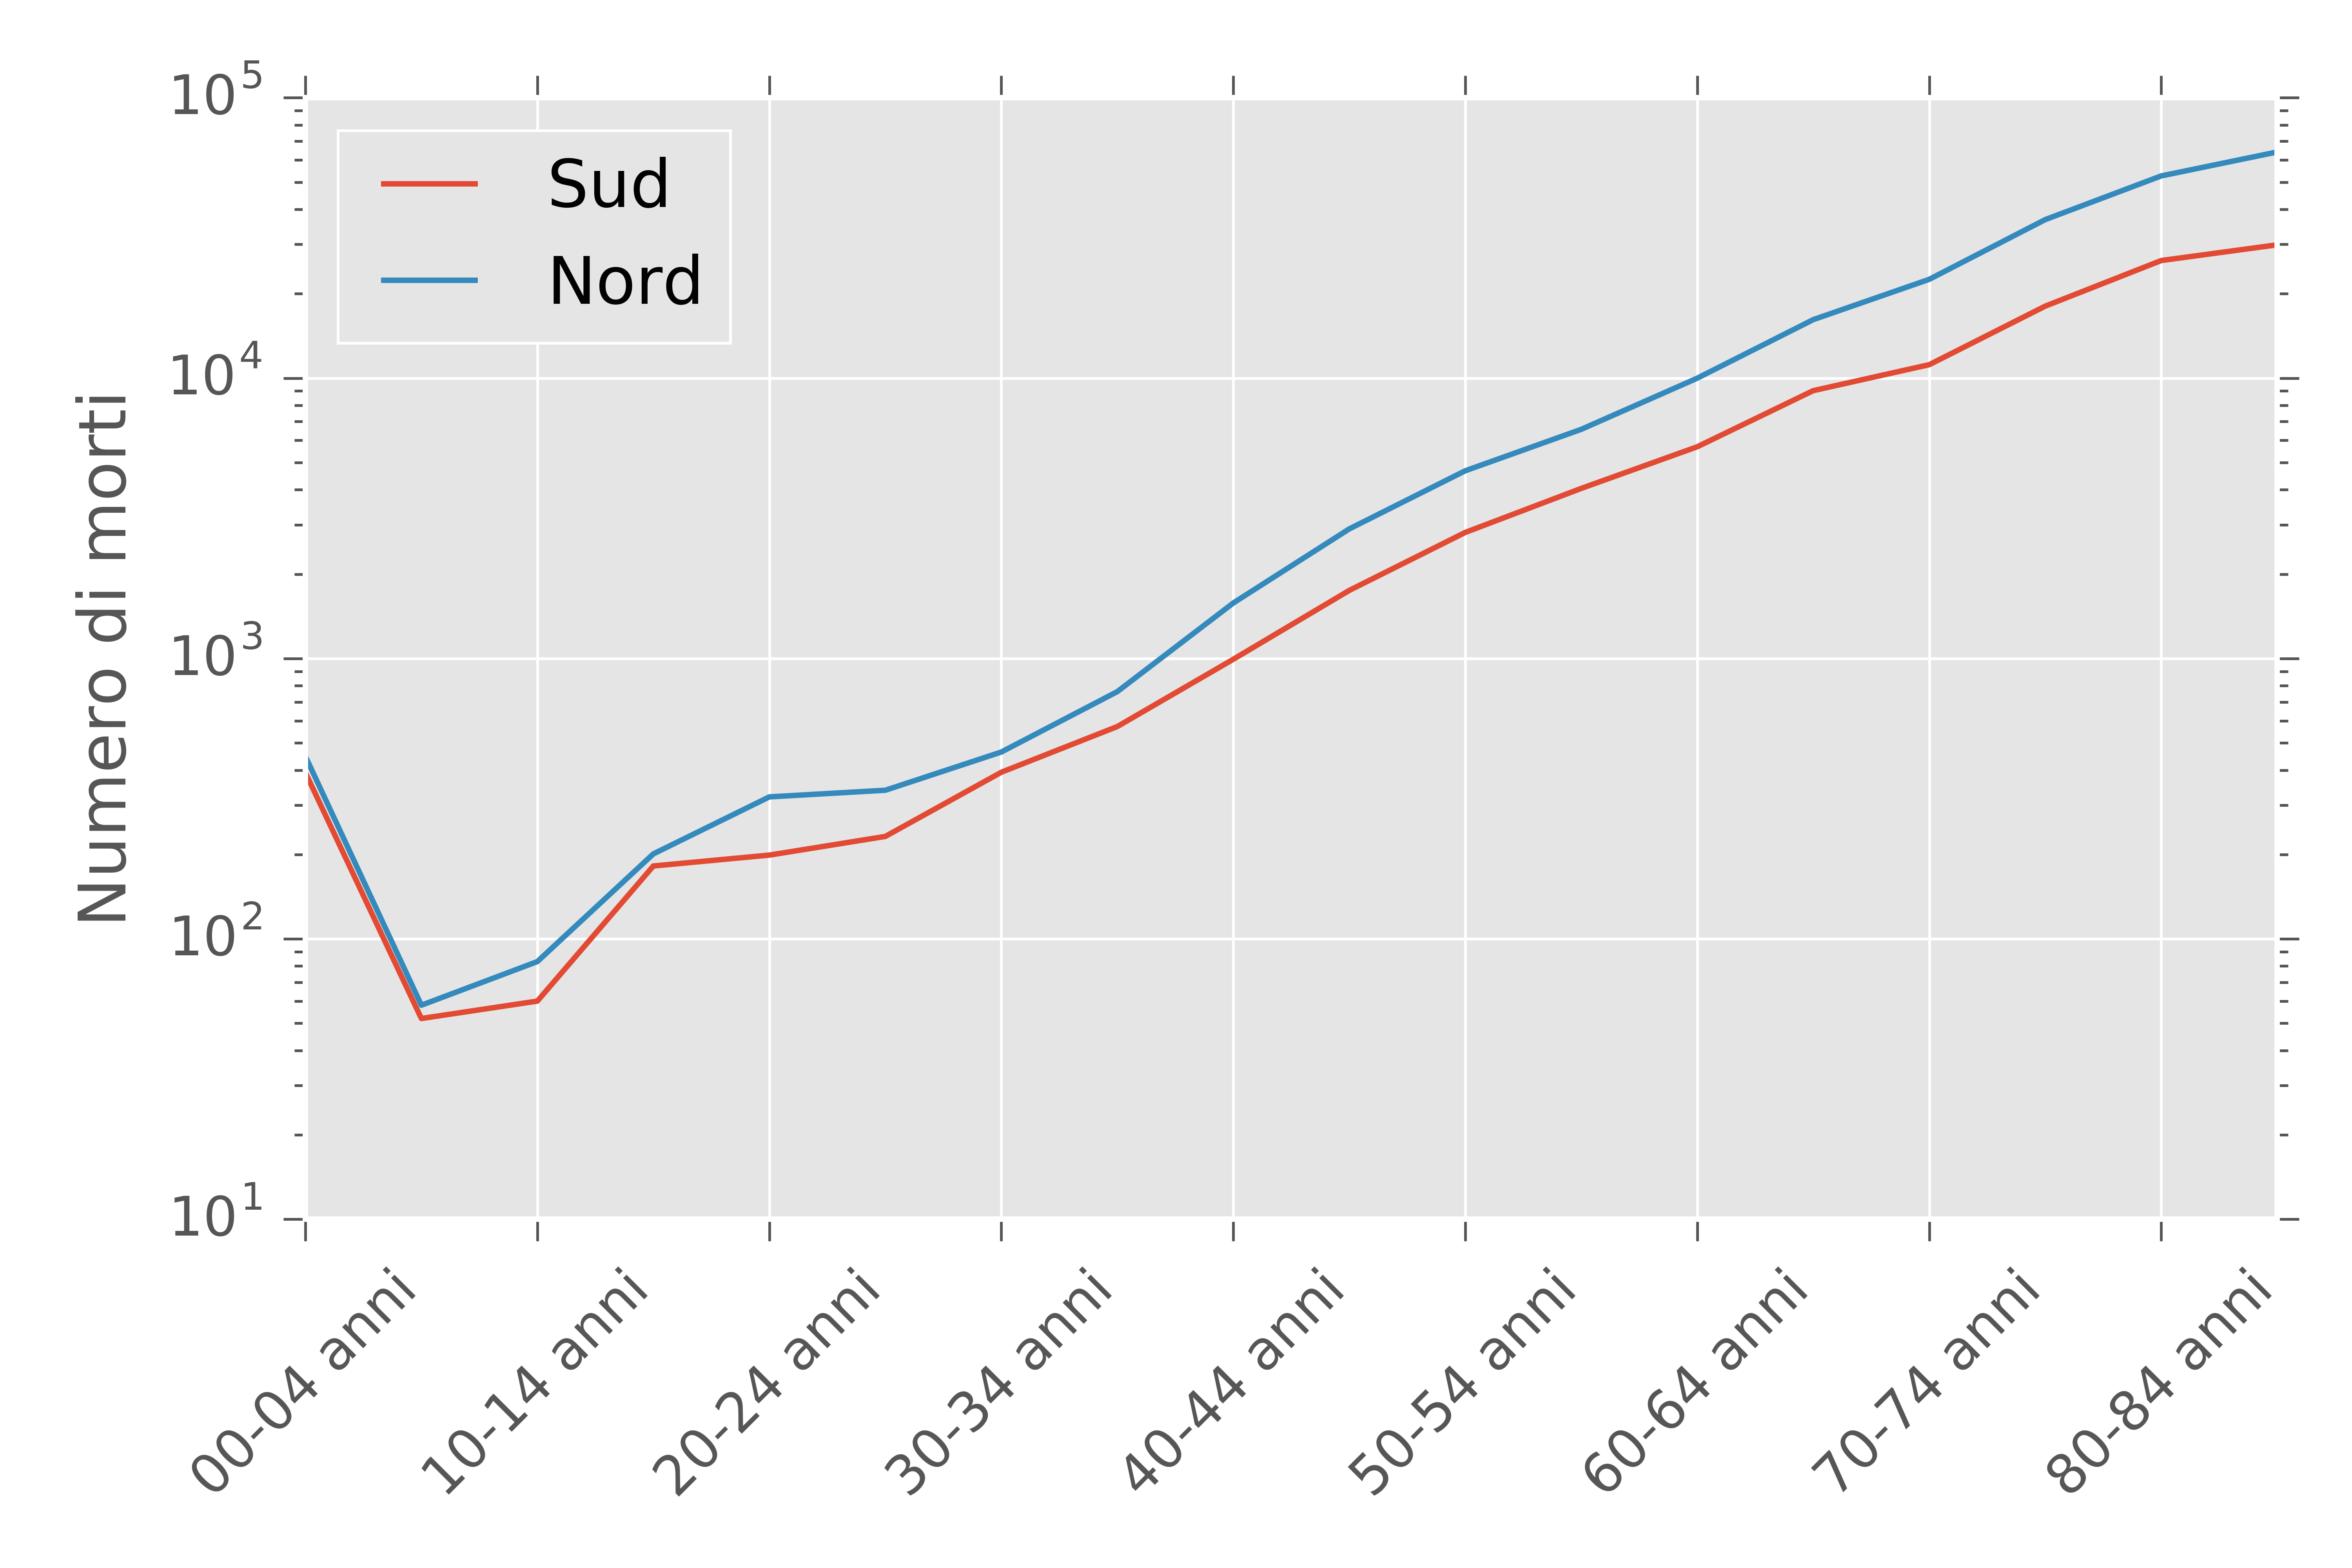 Numero di morti
10^5
10^4
10^3
10^2
10^1
Sud
Nord
00-04 anni
10-14 anni
20-24 anni
30-34 anni
40-44 anni
50-54 anni
60-64 anni
70-74 anni
80-84 anni